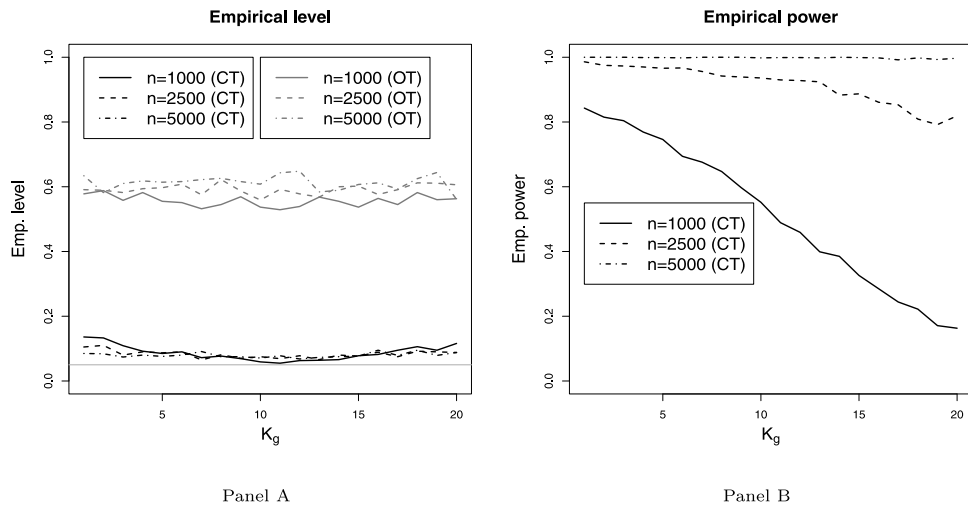 Empirical level
Emp. level
0.0 0.2 0.4 0.6 0.8 1.0
n=1000 (CT)
n=2500 (CT)
n=5000 (CT)
n=1000 (OT)
n=2500 (OT)
n=5000 (OT)
5 10 15 20
K_g
Panel A
Empirical power
Emp. power
0.0 0.2 0.4 0.6 0.8 1.0
n=1000 (CT)
n=2500 (CT)
n=5000 (CT)
5 10 15 20
K_g
Panel B